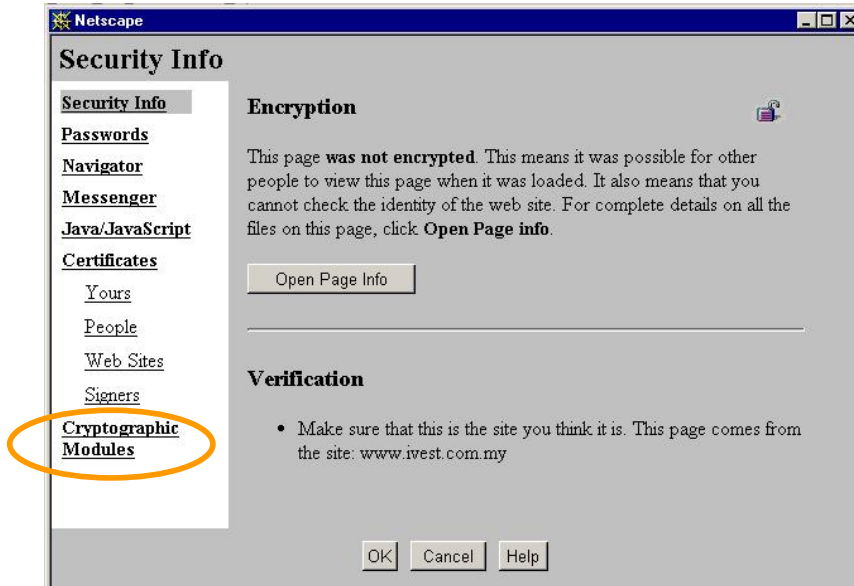 Netscape
Security Info
Security Info
Passwords
Navigator
Messenger
Java/JavaScript
Certificates
Yours
People
Web Sites
Signers
Cryptographic
Modules
Encryption
This page was not encrypted. This means it was possible for other
people to view this page when it was loaded. It also means that you
cannot check the identity of the web site. For complete details on all the
files on this page, click Open Page info.
Open Page Info
Verification
• Make sure that this is the site you think it is. This page comes from
the site: www.ivest.com.my
OK Cancel Help